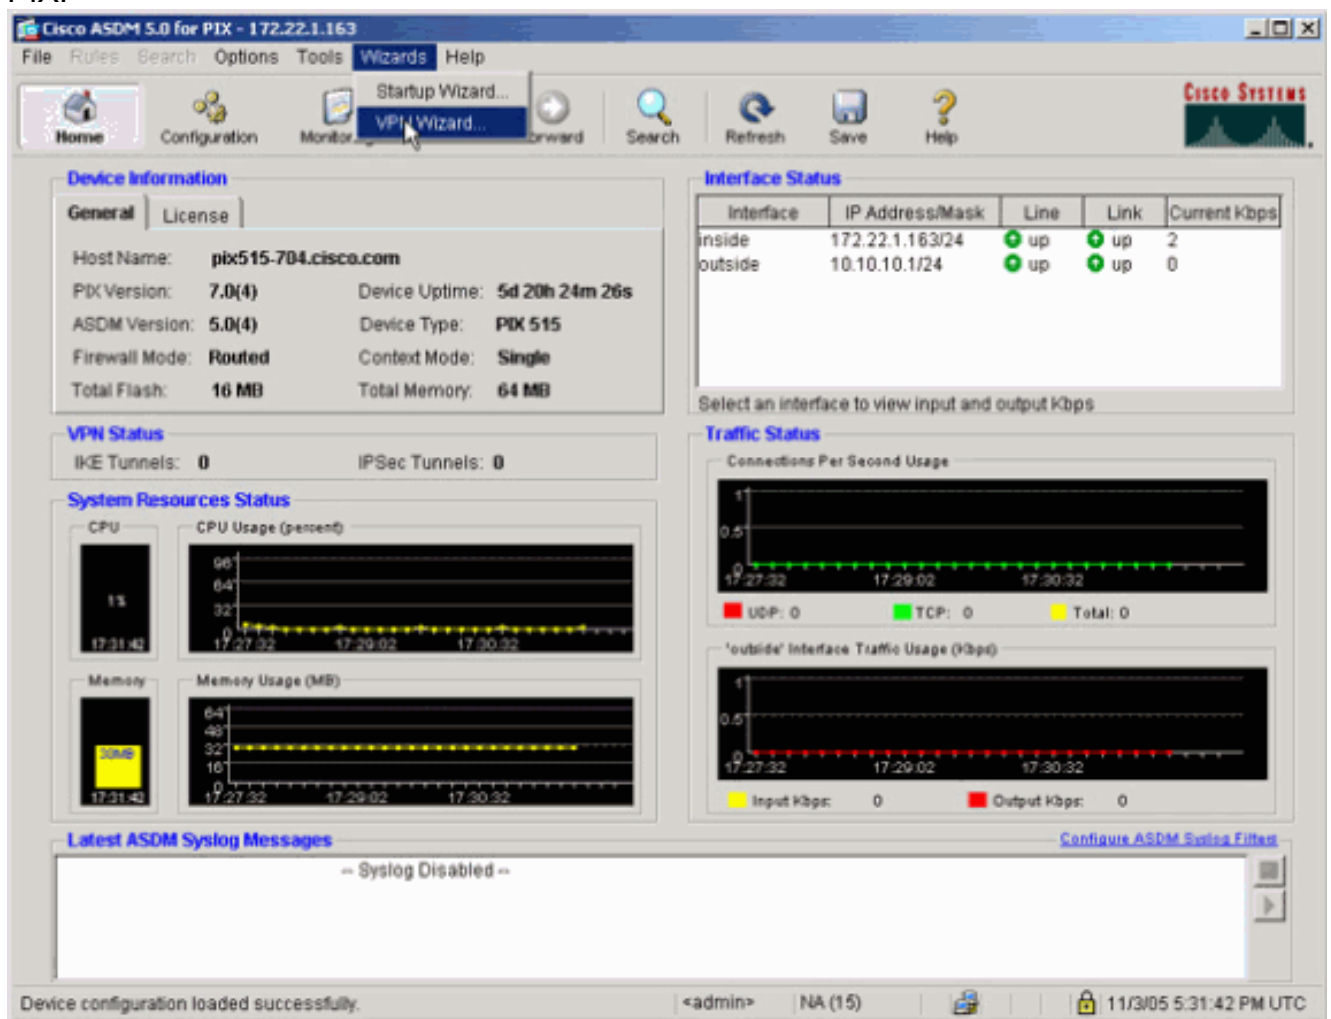 Cisco ASDM 5.0 for PIX - 172.22.1.163
File Rules Search Options Tools Wizards Help
Startup Wizard...
VPN Wizard...
Home Configuration Search Refresh Save Help
Cisco Systems
Device Information
General License
Host Name: pix515-704.cisco.com
PIX Version: 7.0(4) Device Uptime: 5d 20h 24m 26s
ASDM Version: 5.0(4) Device Type: PIX 515
Firewall Mode: Routed Context Mode: Single
Total Flash: 16 MB Total Memory: 64 MB
Interface Status
Interface IP Address/Mask Line Link Current Kbps
inside 172.22.1.163/24 up up 2
outside 10.10.10.1/24 up up 0
Select an interface to view input and output Kbps
VPN Status
IKE Tunnels: 0 IPSec Tunnels: 0
System Resources Status
CPU
1%
17:31:42
CPU Usage (percent)
96
64
32
0
17:27:32 17:29:02 17:30:32
Memory
30MB
17:31:42
Memory Usage (MB)
64
48
32
16
0
17:27:32 17:29:02 17:30:32
Traffic Status
Connections Per Second Usage
1
0.5
0
17:27:32 17:29:02 17:30:32
UDP: 0 TCP: 0 Total: 0
'outside' Interface Traffic Usage (Kbps)
1
0.5
0
17:27:32 17:29:02 17:30:32
Input Kbps: 0 Output Kbps: 0
Latest ASDM Syslog Messages
Configure ASDM Syslog Filters
-- Syslog Disabled --
Device configuration loaded successfully. <admin> NA (15) 11/3/05 5:31:42 PM UTC